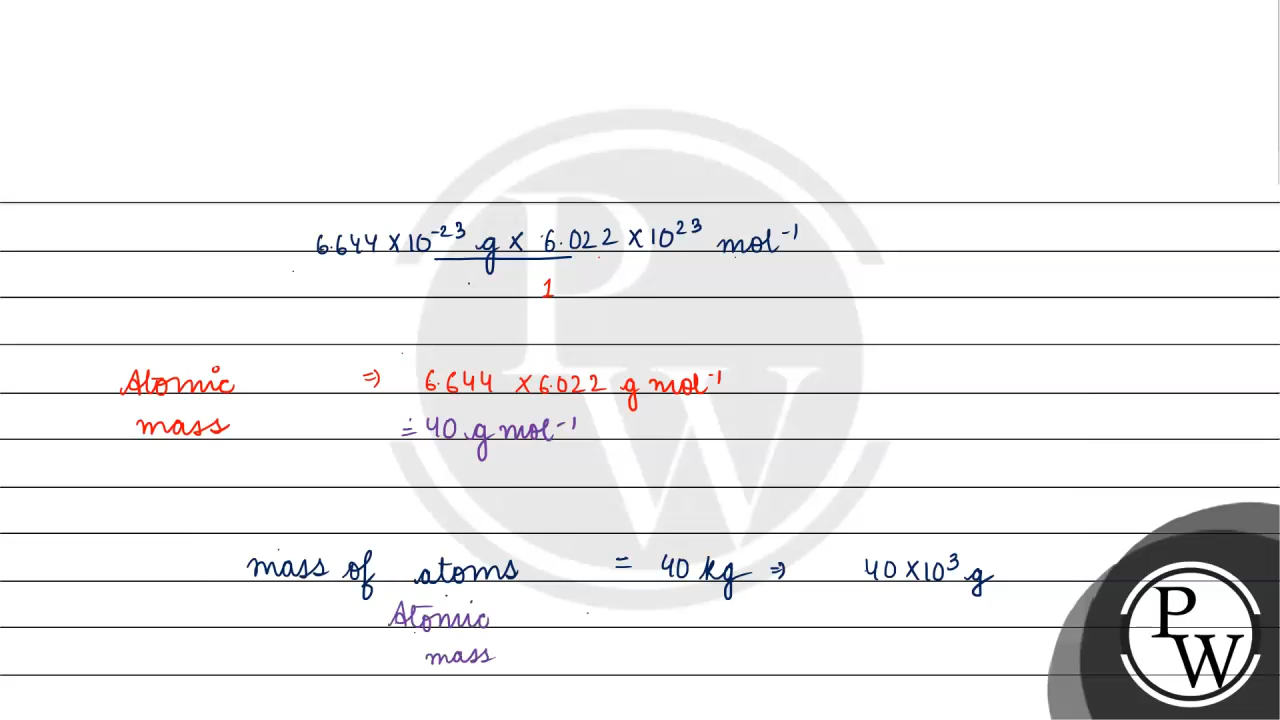 6.644 × 10⁻²³ g × 6.022 × 10²³ mol⁻¹
1
Atomic ⇒ 6.644 × 6.022 g mol⁻¹
mass = 40 g mol⁻¹
mass of atoms = 40 kg ⇒ 40 × 10³ g
Atomic
mass
P
W
P
W